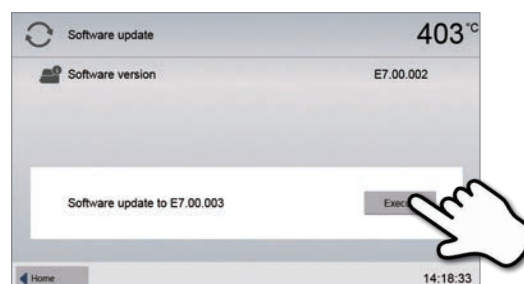 Software update 403 °C
Software version E7.00.002
Software update to E7.00.003
Home 14:18:33